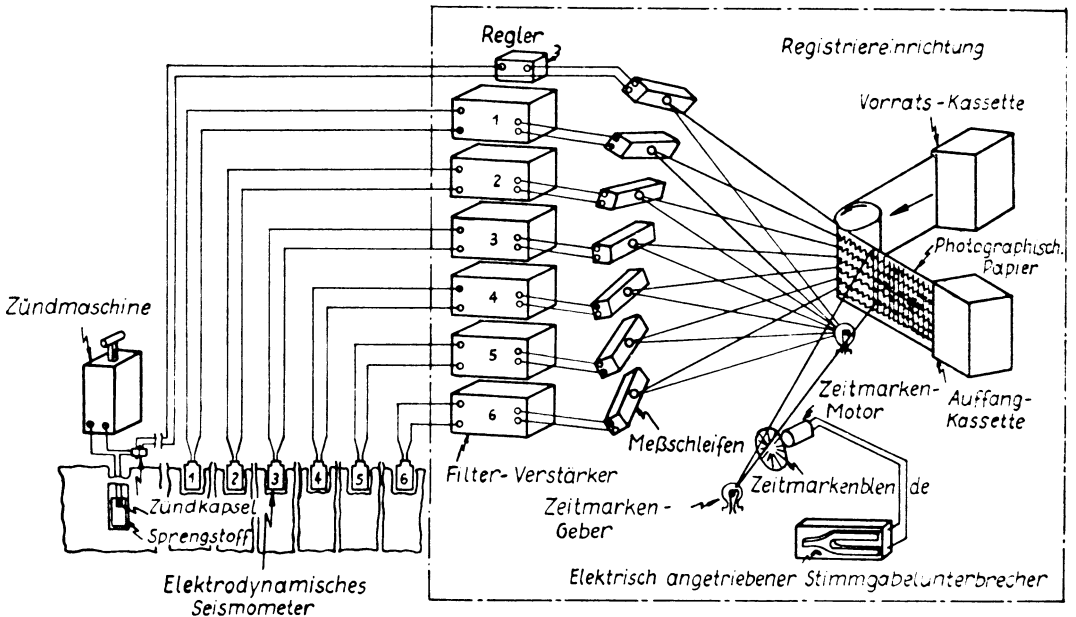 Regler
Registriereinrichtung
Vorrats-Kassette
1
2
3
4
5
6
Photographisch.
Papier
Zündmaschine
Auffang-
Kassette
Zeitmarken-
Motor
Meßschleifen
Filter-Verstärker
Zeitmarkenblende
Zeitmarken-
Geber
1
2
3
4
5
6
Zündkapsel
Sprengstoff
Elektrisch angetriebener Stimmgabelunterbrecher
Elektrodynamisches
Seismometer